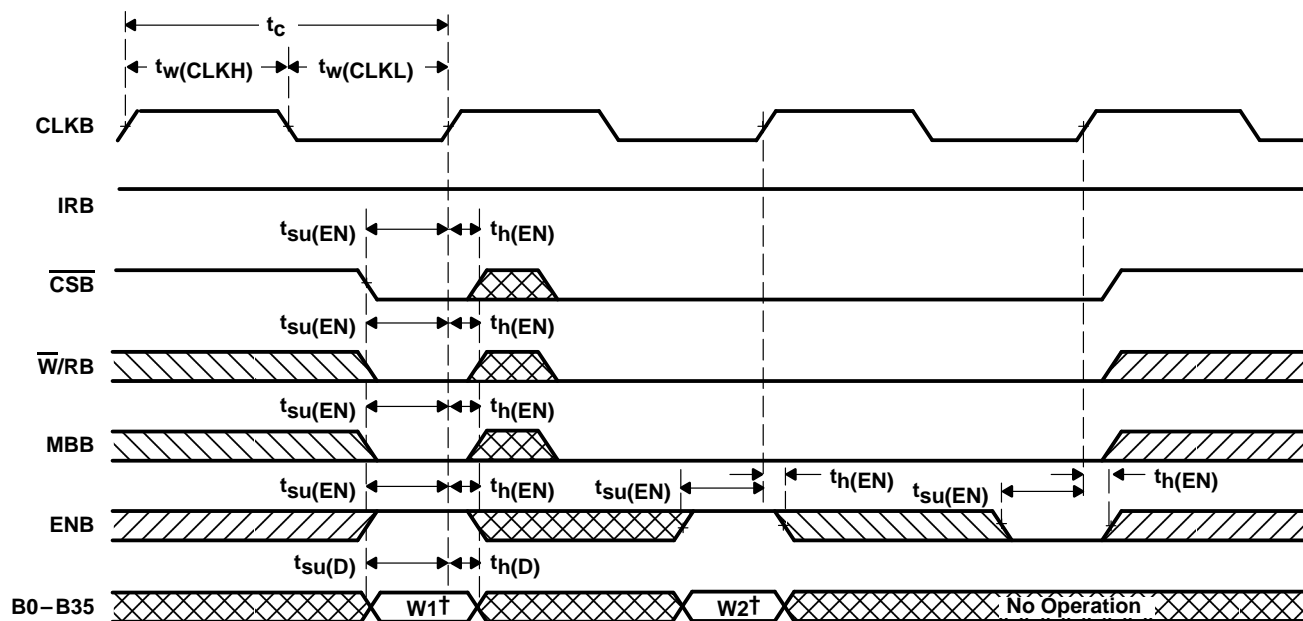 tc
tw(CLKH) tw(CLKL)
CLKB
IRB
tsu(EN) th(EN)
CSB
tsu(EN) th(EN)
W/RB
tsu(EN) th(EN)
MBB
tsu(EN) th(EN) tsu(EN) th(EN) tsu(EN) th(EN)
ENB
tsu(D) th(D)
B0–B35 W1† W2† No Operation